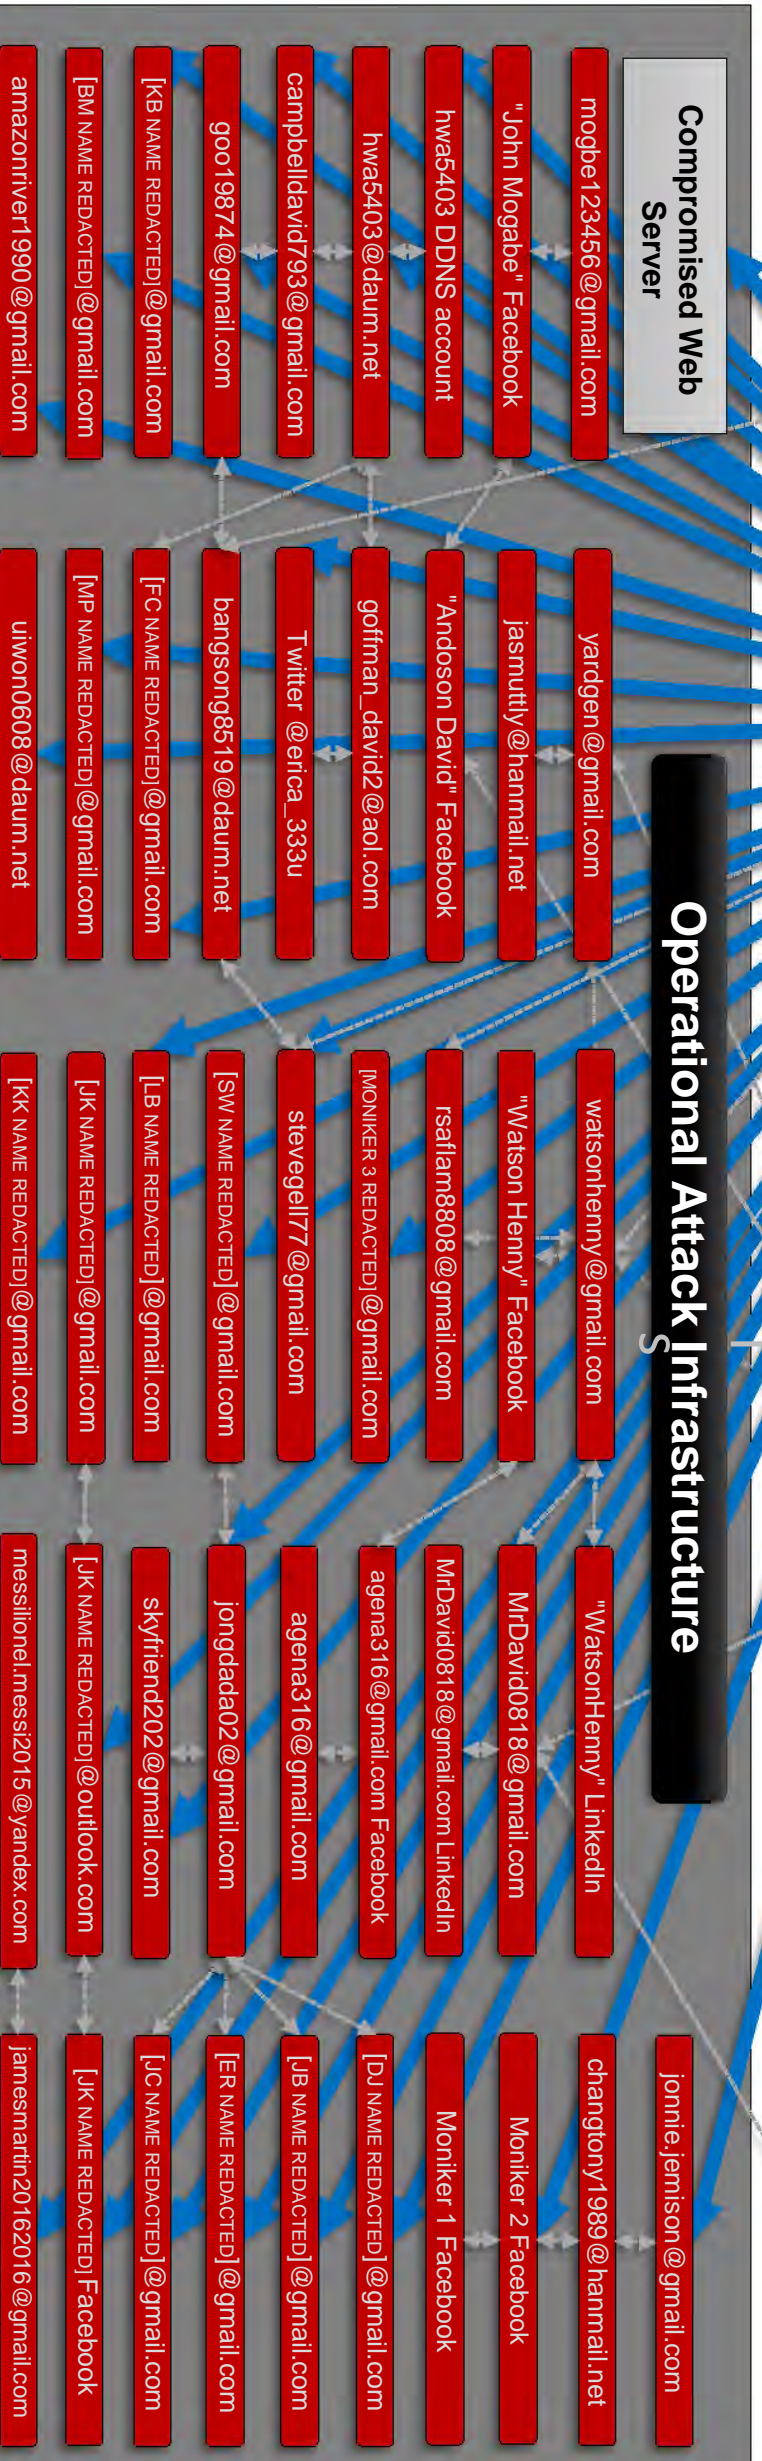 Operational Attack Infrastructure
S
Compromised Web
Server
mogbe123456@gmail.com
"John Mogabe" Facebook
hwa5403 DDNS account
hwa5403@daum.net
campbelldavid793@gmail.com
goo19874@gmail.com
[KB NAME REDACTED]@gmail.com
[BM NAME REDACTED]@gmail.com
amazonriver1990@gmail.com
yardgen@gmail.com
jasmuttly@hanmail.net
"Andoson David" Facebook
goffman_david2@aol.com
Twitter @erica_333u
bangsong8519@daum.net
[FC NAME REDACTED]@gmail.com
[MP NAME REDACTED]@gmail.com
uiwon0608@daum.net
watsonhenny@gmail.com
"Watson Henny" Facebook
rsaflam8808@gmail.com
[MONIKER 3 REDACTED]@gmail.com
stevegell77@gmail.com
[SW NAME REDACTED]@gmail.com
[LB NAME REDACTED]@gmail.com
[JK NAME REDACTED]@gmail.com
[KK NAME REDACTED]@gmail.com
"WatsonHenny" LinkedIn
MrDavid0818@gmail.com
MrDavid0818@gmail.com LinkedIn
agena316@gmail.com Facebook
agena316@gmail.com
jongdada02@gmail.com
skyfriend202@gmail.com
[JK NAME REDACTED]@outlook.com
messilionel.messi2015@yandex.com
jonnie.jemison@gmail.com
changtony1989@hanmail.net
Moniker 2 Facebook
Moniker 1 Facebook
[DJ NAME REDACTED]@gmail.com
[JB NAME REDACTED]@gmail.com
[ER NAME REDACTED]@gmail.com
[JC NAME REDACTED]@gmail.com
[JK NAME REDACTED] Facebook
jamesmartin20162016@gmail.com